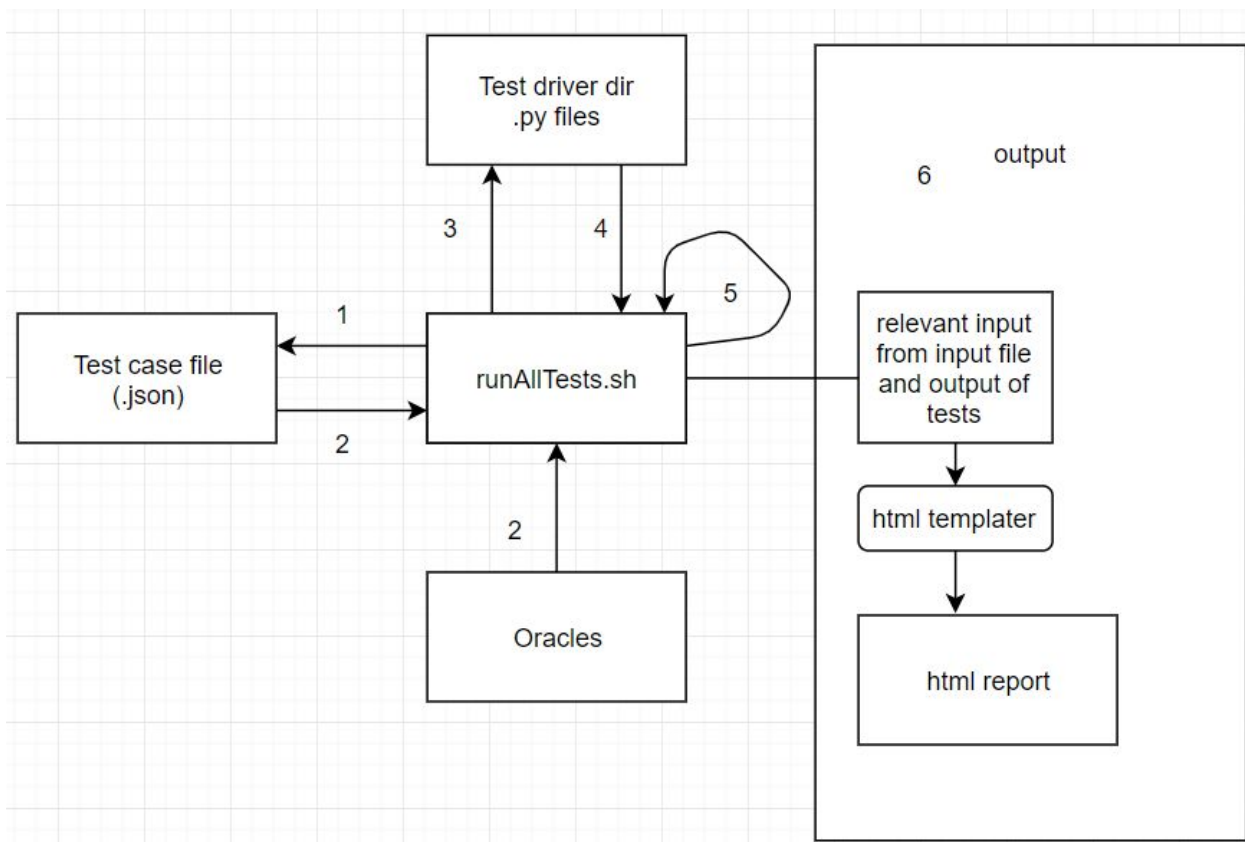 Test driver dir
.py files
output
6
3
4
5
1
relevant input
from input file
and output of
tests
Test case file
(.json)
runAllTests.sh
2
html templater
2
Oracles
html report